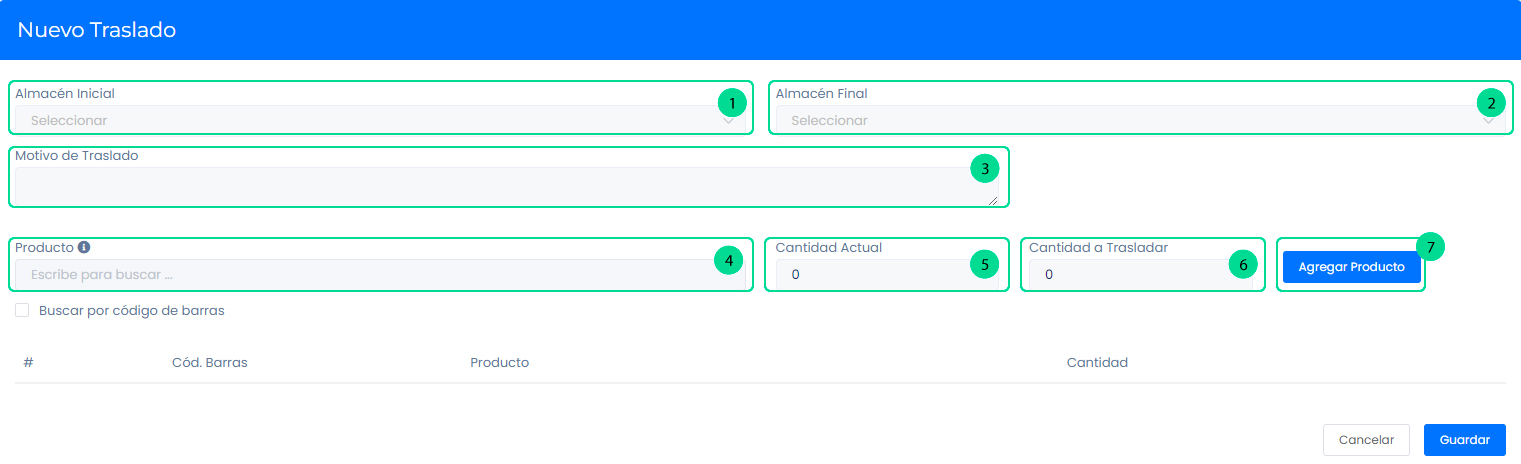 Nuevo Traslado
Almacén Inicial
1
Seleccionar
Almacén Final
2
Seleccionar
Motivo de Traslado
3
Producto
4
Escribe para buscar ...
Cantidad Actual
5
0
Cantidad a Trasladar
6
0
7
Agregar Producto
Buscar por código de barras
# Cód. Barras Producto Cantidad
Cancelar Guardar